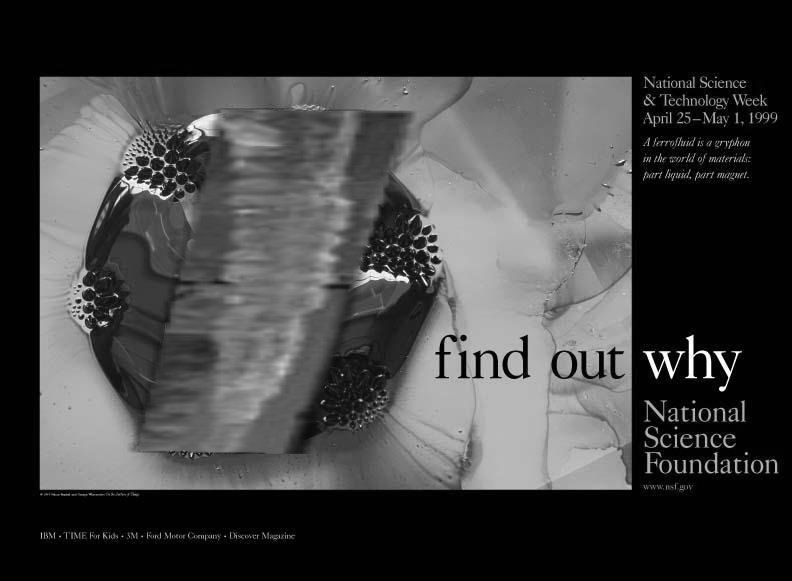 National Science
& Technology Week
April 25–May 1, 1999
A ferrofluid is a gryphon
in the world of materials:
part liquid, part magnet.
find out why
National
Science
Foundation
www.nsf.gov
IBM • TIME For Kids • 3M • Ford Motor Company • Discover Magazine